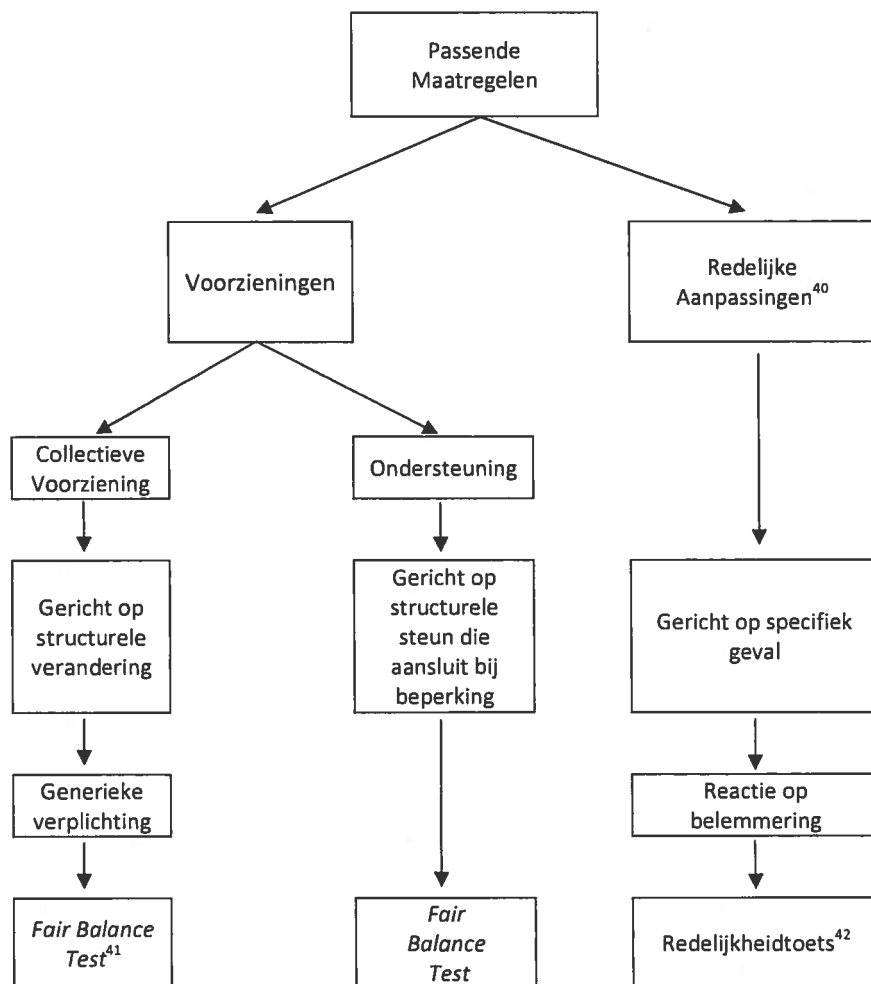 Passende
Maatregelen
Voorzieningen
Redelijke
Aanpassingen40
Collectieve
Voorziening
Ondersteuning
Gericht op
structurele
verandering
Gericht op
structurele
steun die
aansluit bij
beperking
Gericht op specifiek
geval
Generieke
verplichting
Reactie op
belemmering
Fair Balance
Test41
Fair
Balance
Test
Redelijkheidtoets42